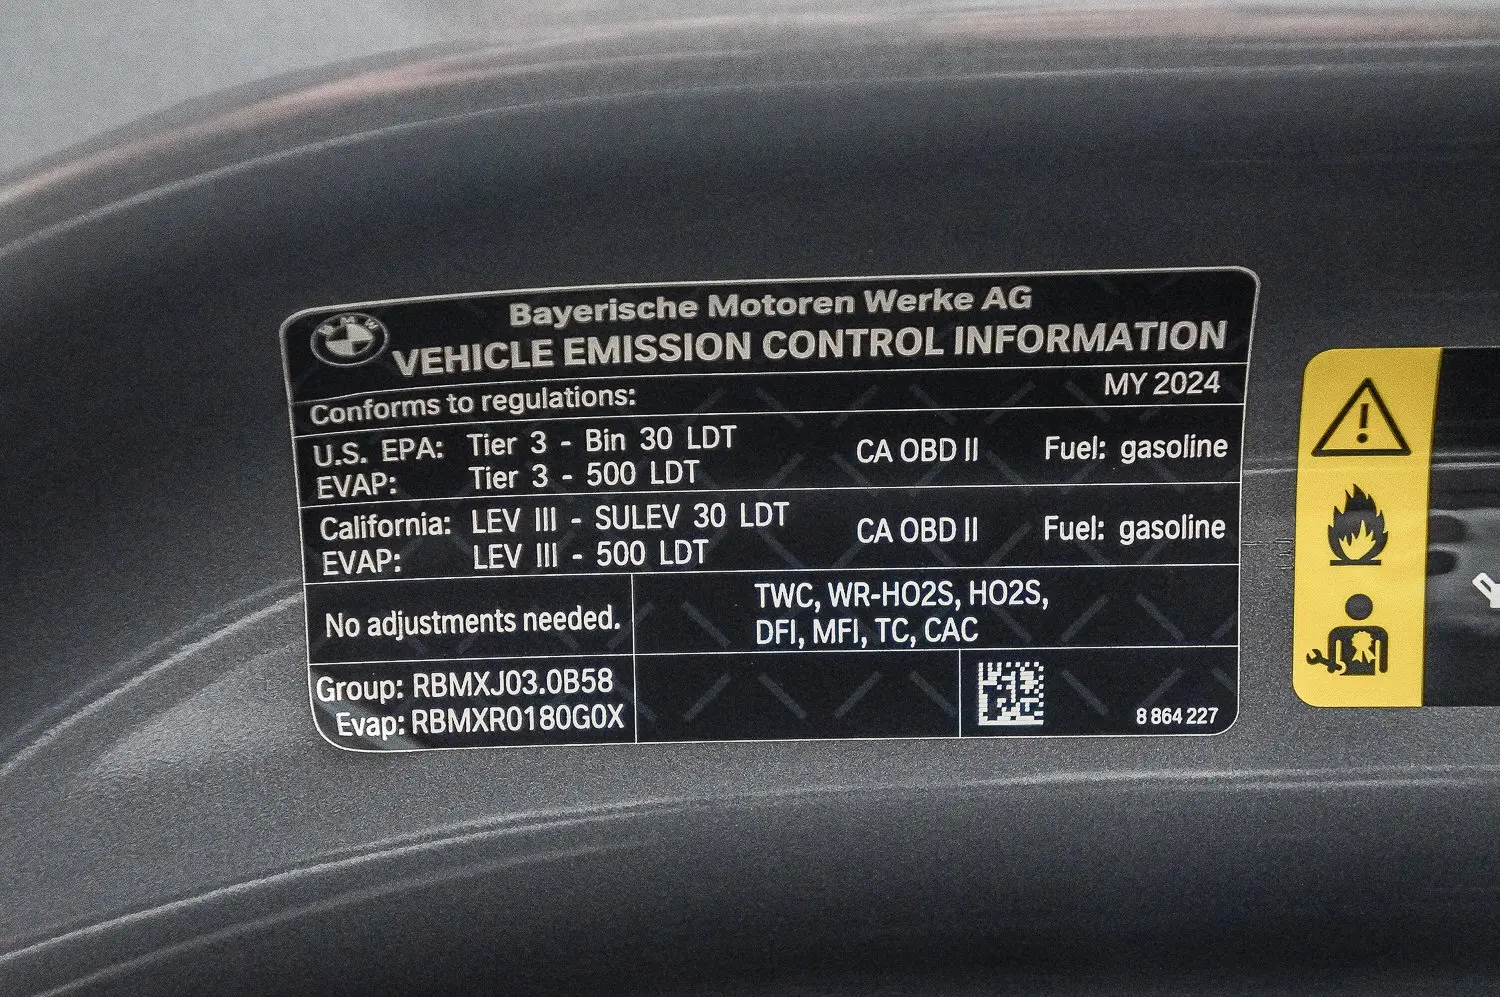 BMW
Bayerische Motoren Werke AG
VEHICLE EMISSION CONTROL INFORMATION
Conforms to regulations: MY 2024
U.S. EPA: Tier 3 - Bin 30 LDT CA OBD II Fuel: gasoline
EVAP: Tier 3 - 500 LDT
California: LEV III - SULEV 30 LDT CA OBD II Fuel: gasoline
EVAP: LEV III - 500 LDT
No adjustments needed.
TWC, WR-HO2S, HO2S,
DFI, MFI, TC, CAC
Group: RBMXJ03.0B58
Evap: RBMXR0180G0X
8 864 227